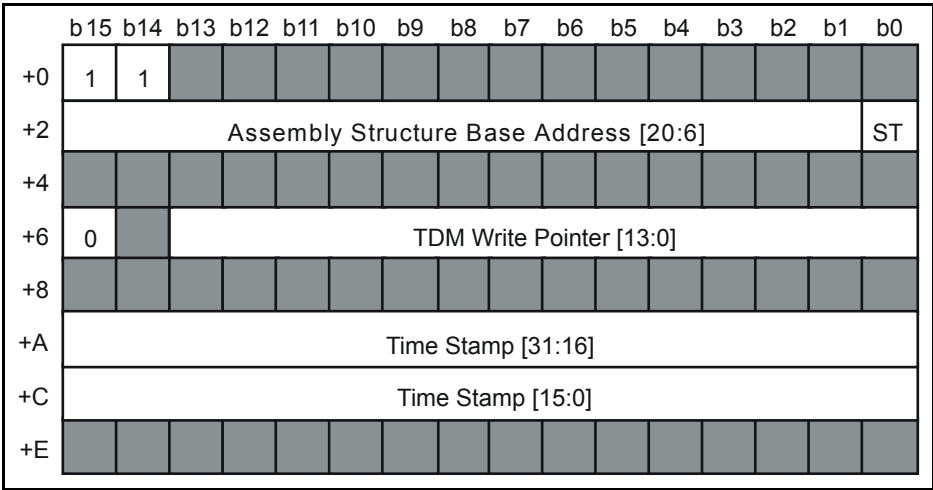 b15 b14 b13 b12 b11 b10 b9 b8 b7 b6 b5 b4 b3 b2 b1 b0
+0 1 1
+2 Assembly Structure Base Address [20:6] ST
+4
+6 0 TDM Write Pointer [13:0]
+8
+A Time Stamp [31:16]
+C Time Stamp [15:0]
+E